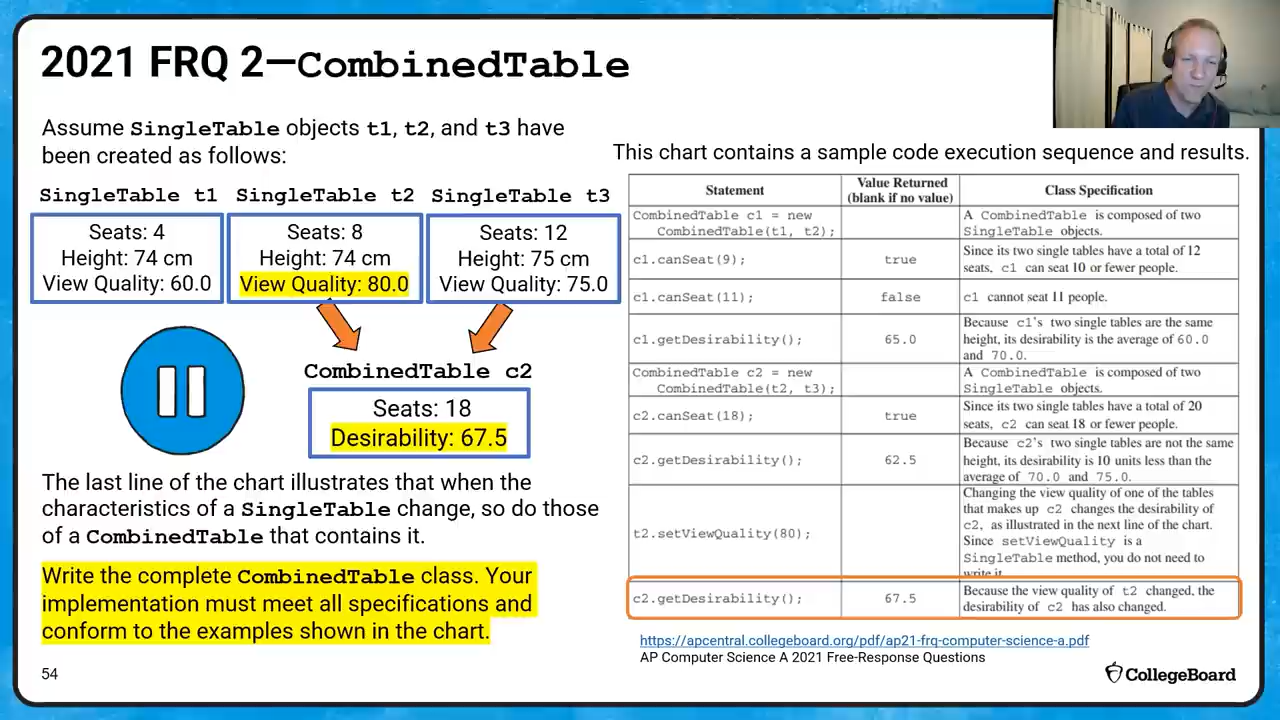 2021 FRQ 2—CombinedTable
Assume SingleTable objects t1, t2, and t3 have
been created as follows:
SingleTable t1
SingleTable t2
SingleTable t3
Seats: 4
Height: 74 cm
View Quality: 60.0
Seats: 8
Height: 74 cm
View Quality: 80.0
Seats: 12
Height: 75 cm
View Quality: 75.0
CombinedTable c2
Seats: 18
Desirability: 67.5
The last line of the chart illustrates that when the
characteristics of a SingleTable change, so do those
of a CombinedTable that contains it.
Write the complete CombinedTable class. Your
implementation must meet all specifications and
conform to the examples shown in the chart.
54
This chart contains a sample code execution sequence and results.
Statement
Value Returned
(blank if no value)
Class Specification
CombinedTable c1 = new
CombinedTable(t1, t2);
A CombinedTable is composed of two
SingleTable objects.
c1.canSeat(9);
true
Since its two single tables have a total of 12
seats, c1 can seat 10 or fewer people.
c1.canSeat(11);
false
c1 cannot seat 11 people.
c1.getDesirability();
65.0
Because c1's two single tables are the same
height, its desirability is the average of 60.0
and 70.0.
CombinedTable c2 = new
CombinedTable(t2, t3);
A CombinedTable is composed of two
SingleTable objects.
c2.canSeat(18);
true
Since its two single tables have a total of 20
seats, c2 can seat 18 or fewer people.
c2.getDesirability();
62.5
Because c2's two single tables are not the same
height, its desirability is 10 units less than the
average of 70.0 and 75.0.
t2.setViewQuality(80);
Changing the view quality of one of the tables
that makes up c2 changes the desirability of
c2, as illustrated in the next line of the chart.
Since setViewQuality is a
SingleTable method, you do not need to
write it.
c2.getDesirability();
67.5
Because the view quality of t2 changed, the
desirability of c2 has also changed.
https://apcentral.collegeboard.org/pdf/ap21-frq-computer-science-a.pdf
AP Computer Science A 2021 Free-Response Questions
CollegeBoard